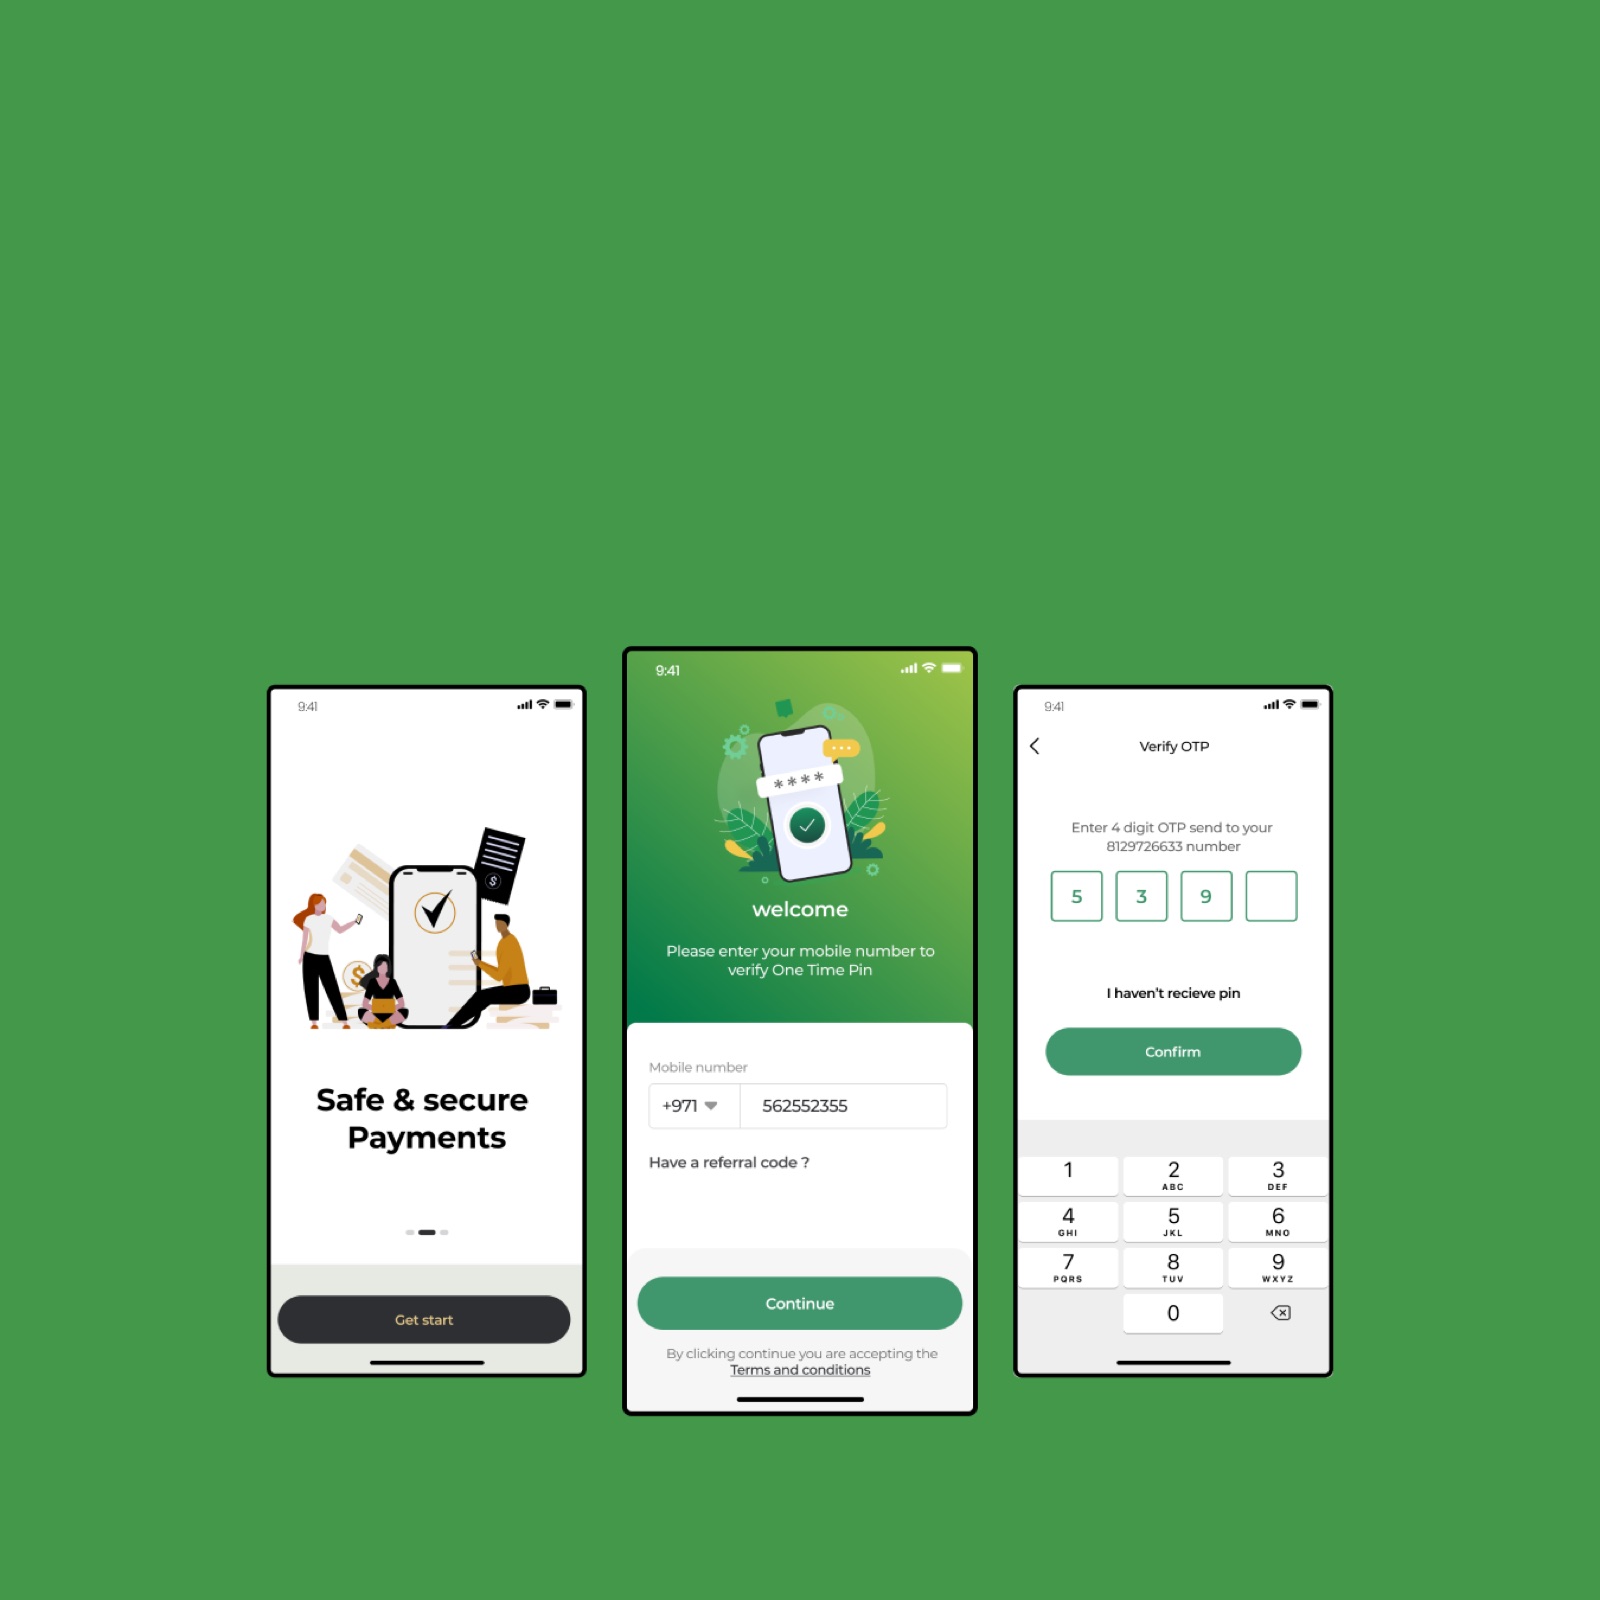 9:41
Safe & secure
Payments
Get start
9:41
****
welcome
Please enter your mobile number to
verify One Time Pin
Mobile number
+971 562552355
Have a referral code ?
Continue
By clicking continue you are accepting the
Terms and conditions
9:41
Verify OTP
Enter 4 digit OTP send to your
8129726633 number
5 3 9
I haven't recieve pin
Confirm
1 2 3
ABC DEF
4 5 6
GHI JKL MNO
7 8 9
PQRS TUV WXYZ
0